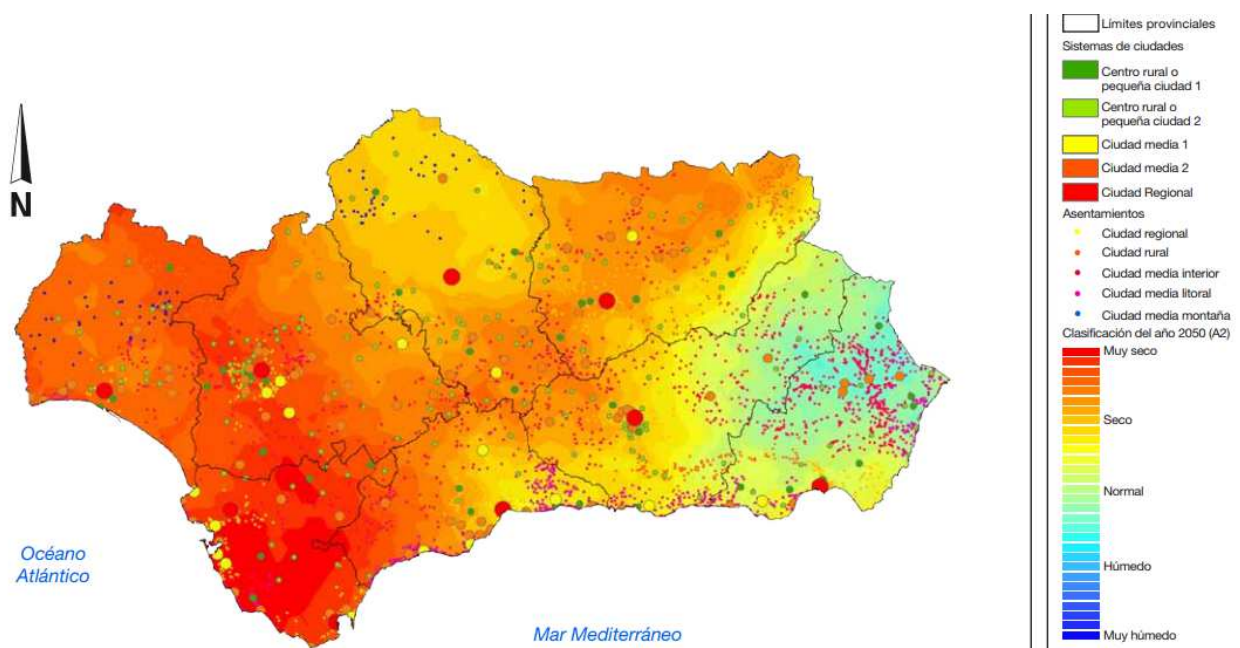 Límites provinciales
Sistemas de ciudades
Centro rural o
pequeña ciudad 1
Centro rural o
pequeña ciudad 2
Ciudad media 1
Ciudad media 2
Ciudad Regional
Asentamientos
Ciudad regional
Ciudad rural
Ciudad media interior
Ciudad media litoral
Ciudad media montaña
Clasificación del año 2050 (A2)
Muy seco
Seco
Normal
Húmedo
Muy húmedo
N
Océano
Atlántico
Mar Mediterráneo